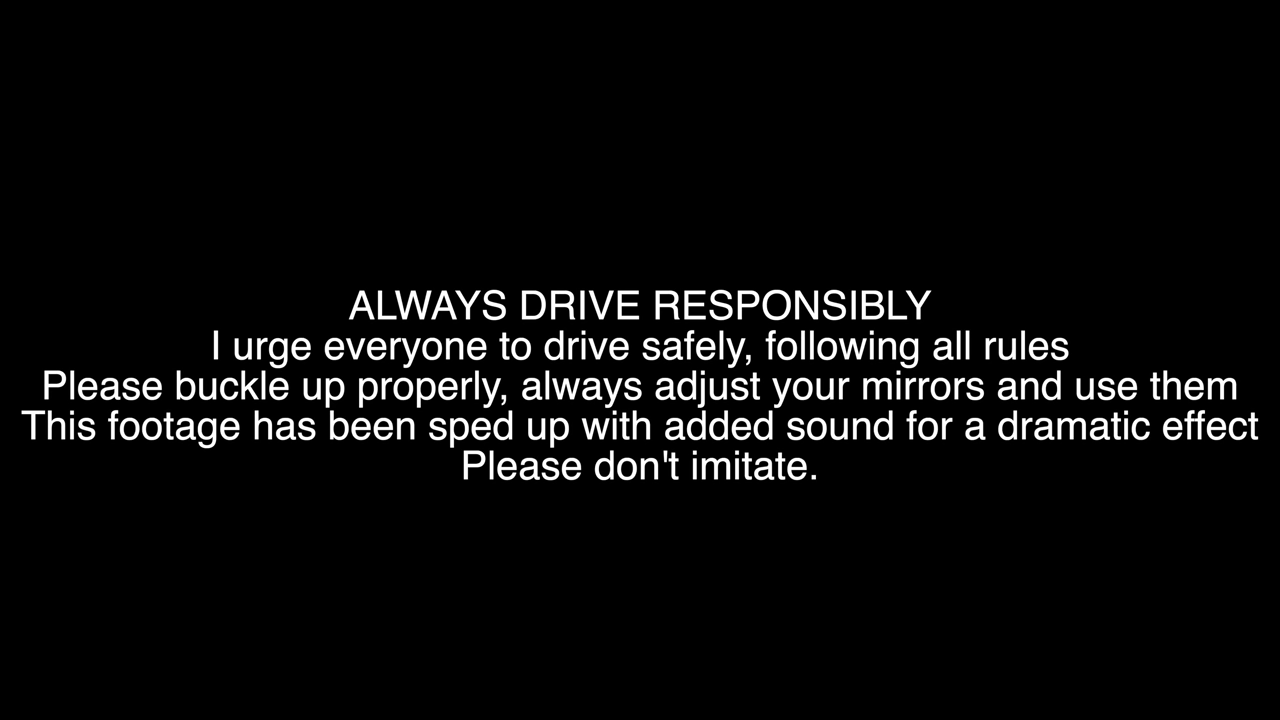 ALWAYS DRIVE RESPONSIBLY
I urge everyone to drive safely, following all rules
Please buckle up properly, always adjust your mirrors and use them
This footage has been sped up with added sound for a dramatic effect
Please don't imitate.